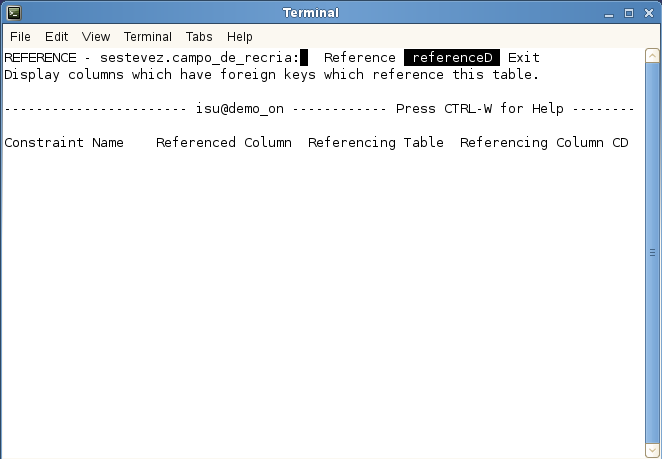 Terminal
File Edit View Terminal Tabs Help
REFERENCE - sestevez.campo_de_recria: Reference referenceD Exit
Display columns which have foreign keys which reference this table.
----------------------- isu@demo_on ------------ Press CTRL-W for Help --------
Constraint Name    Referenced Column  Referencing Table  Referencing Column CD